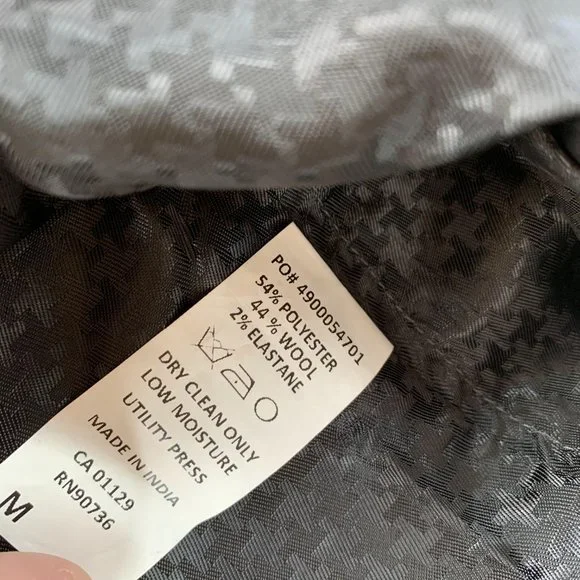 PO# 4900054701
54% POLYESTER
44 % WOOL
2% ELASTANE
DRY CLEAN ONLY
LOW MOISTURE
UTILITY PRESS
MADE IN INDIA
CA 01129
RN90736
M